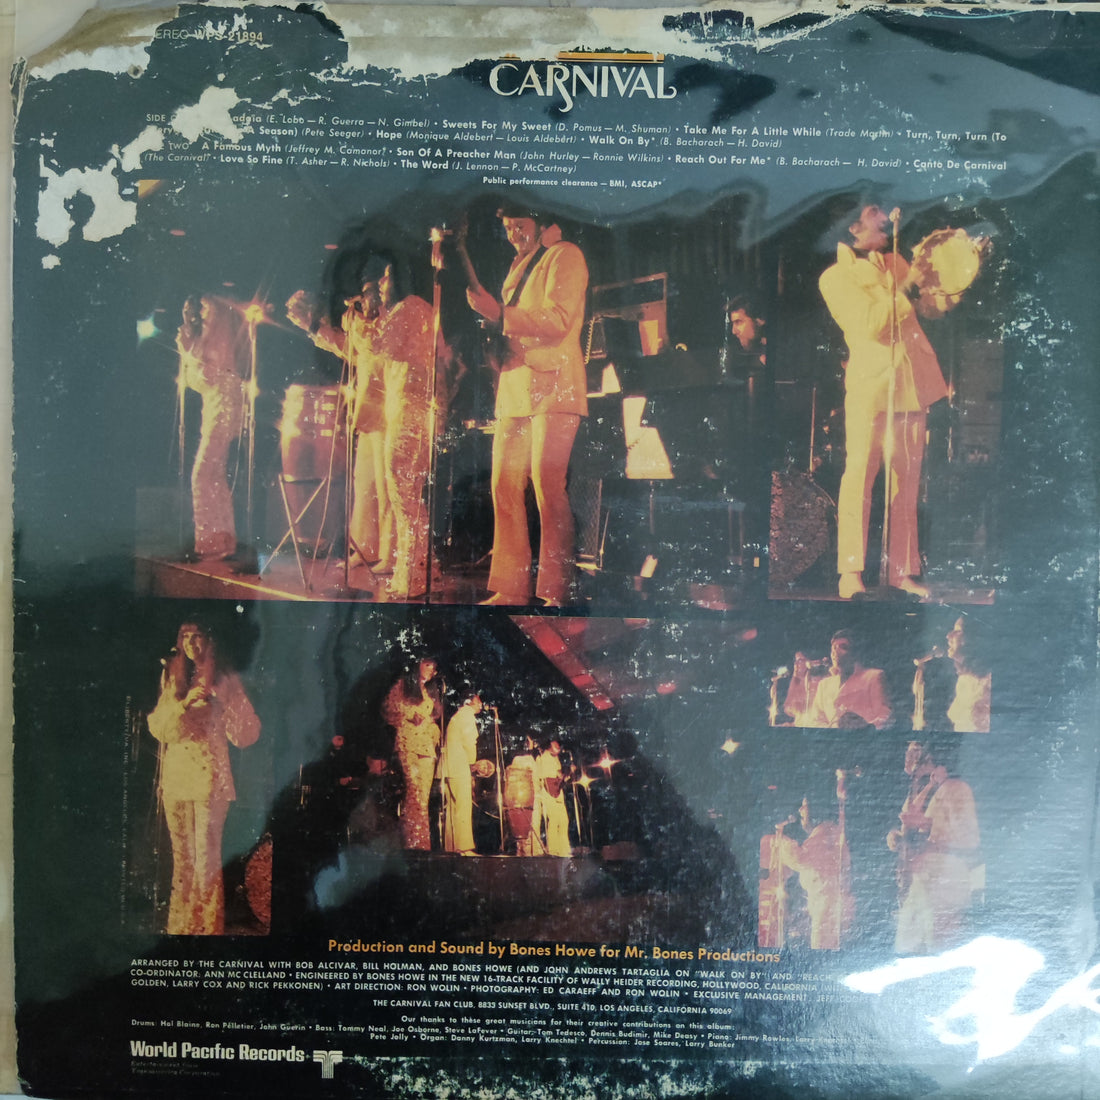 EREO WPS-21894
CARNIVAL
SIDE (E. Lobo — R. Guerra — N. Gimbel) • Sweets For My Sweet (D. Pomus — M. Shuman) • Take Me For A Little While (Trade Martin) • Turn, Turn, Turn (To
A Season) (Pete Seeger) • Hope (Monique Aldebert — Louis Aldebért) • Walk On By* (B. Bacharach — H. David)
TWO A Famous Myth (Jeffrey M. Comanor) • Son Of A Preacher Man (John Hurley — Ronnie Wilkins) • Reach Out For Me* (B. Bacharach — H. David) • Canto De Carnival
(The Carnival) • Love So Fine (T. Asher — R. Nichols) • The Word (J. Lennon — P. McCartney)
Public performance clearance — BMI, ASCAP*
Production and Sound by Bones Howe for Mr. Bones Productions
ARRANGED BY THE CARNIVAL WITH BOB ALCIVAR, BILL HOLMAN, AND BONES HOWE (AND JOHN ANDREWS TARTAGLIA ON "WALK ON BY" AND "REACH
CO-ORDINATOR: ANN MC CLELLAND • ENGINEERED BY BONES HOWE IN THE NEW 16-TRACK FACILITY OF WALLY HEIDER RECORDING, HOLLYWOOD, CALIFORNIA
GOLDEN, LARRY COX AND RICK PEKKONEN) • ART DIRECTION: RON WOLIN • PHOTOGRAPHY: ED CARAEFF AND RON WOLIN • EXCLUSIVE MANAGEMENT
THE CARNIVAL FAN CLUB, 8833 SUNSET BLVD., SUITE 410, LOS ANGELES, CALIFORNIA 90069
Our thanks to these great musicians for their creative contributions on this album:
Drums: Hal Blaine, Ron Pelletier, John Guerin • Bass: Tommy Neal, Joe Osborne, Steve LaFever • Guitar: Tom Tedesco, Dennis Budimir, Mike Deasy • Piano: Jimmy Rowles, Larry Knechtel
Pete Jolly • Organ: Danny Kurtzman, Larry Knechtel • Percussion: Jose Soares, Larry Bunker
World Pacific Records
Entertainment from
Transamerica Corporation